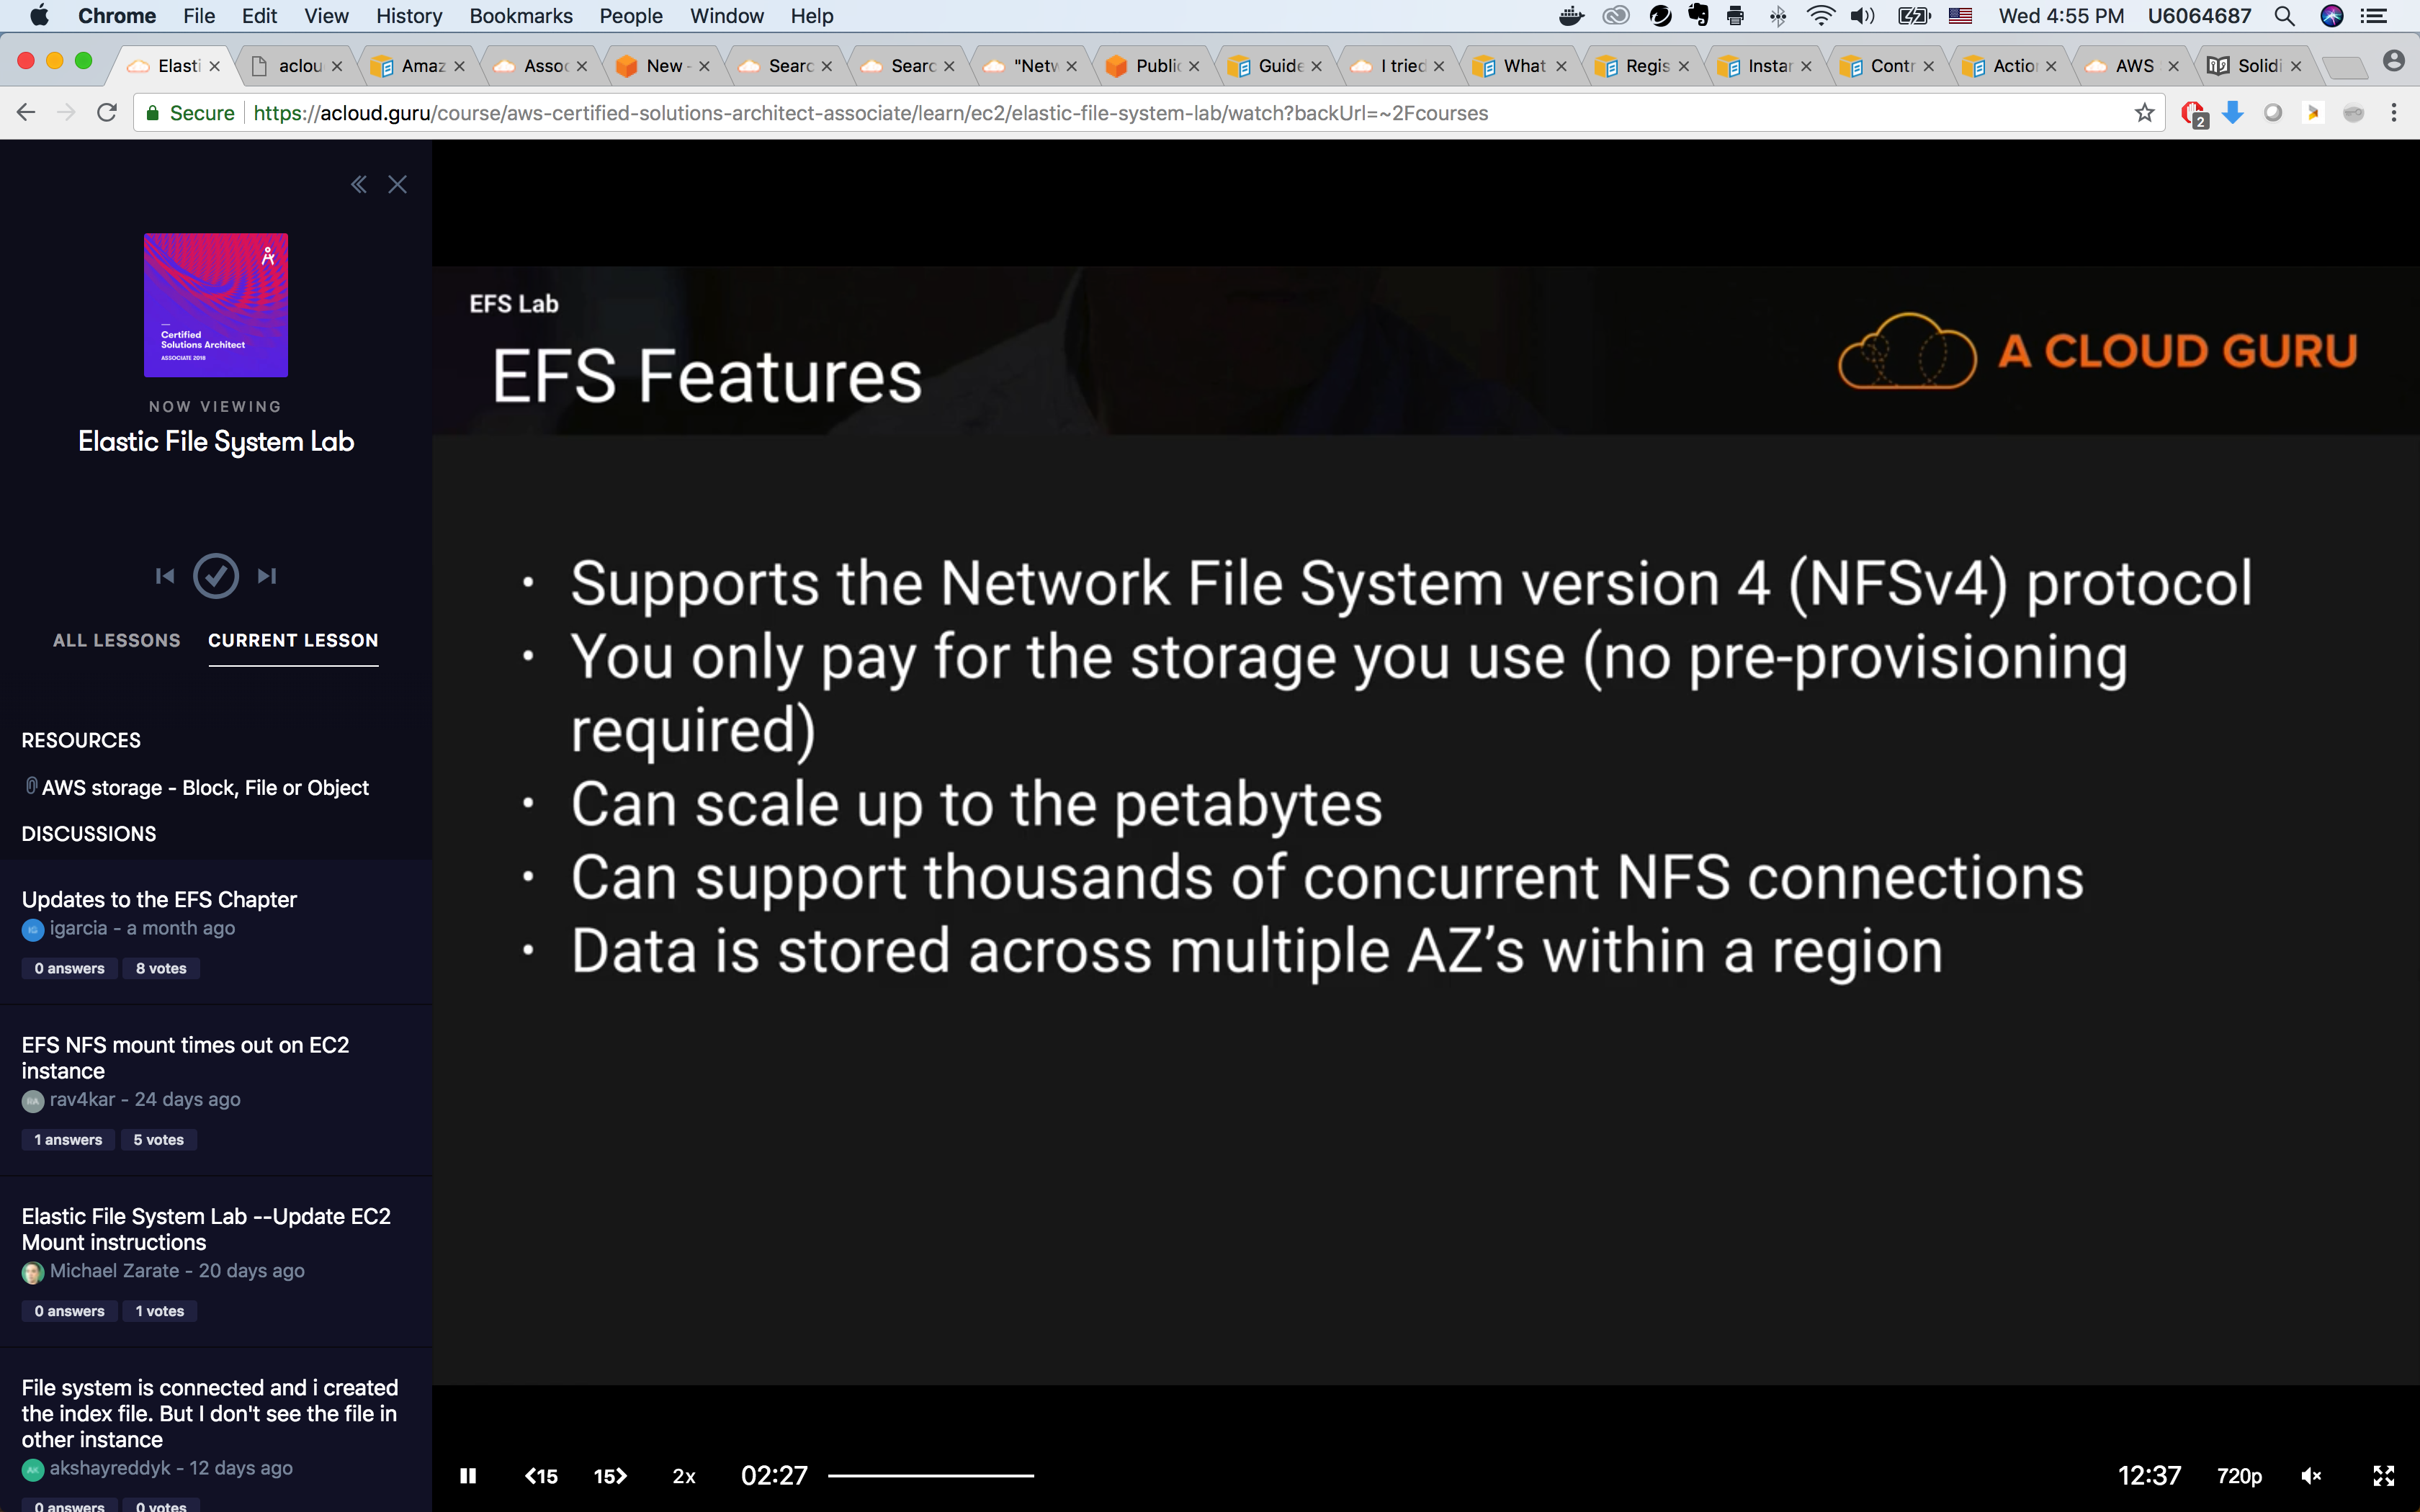 Chrome File Edit View History Bookmarks People Window Help Wed 4:55 PM U6064687
Elasti aclou Amaz Assoc New - Searc Searc "Netw Public Guide I tried What Regis Instan Contr Action AWS Solidi
Secure https://acloud.guru/course/aws-certified-solutions-architect-associate/learn/ec2/elastic-file-system-lab/watch?backUrl=~2Fcourses
2
Certified
Solutions Architect
ASSOCIATE 2018
NOW VIEWING
Elastic File System Lab
ALL LESSONS CURRENT LESSON
RESOURCES
AWS storage - Block, File or Object
DISCUSSIONS
Updates to the EFS Chapter
IG igarcia - a month ago
0 answers 8 votes
EFS NFS mount times out on EC2
instance
RA rav4kar - 24 days ago
1 answers 5 votes
Elastic File System Lab --Update EC2
Mount instructions
Michael Zarate - 20 days ago
0 answers 1 votes
File system is connected and i created
the index file. But I don't see the file in
other instance
AK akshayreddyk - 12 days ago
0 answers 0 votes
EFS Lab
EFS Features
A CLOUD GURU
• Supports the Network File System version 4 (NFSv4) protocol
• You only pay for the storage you use (no pre-provisioning
required)
• Can scale up to the petabytes
• Can support thousands of concurrent NFS connections
• Data is stored across multiple AZ's within a region
15 15 2x 02:27 12:37 720p